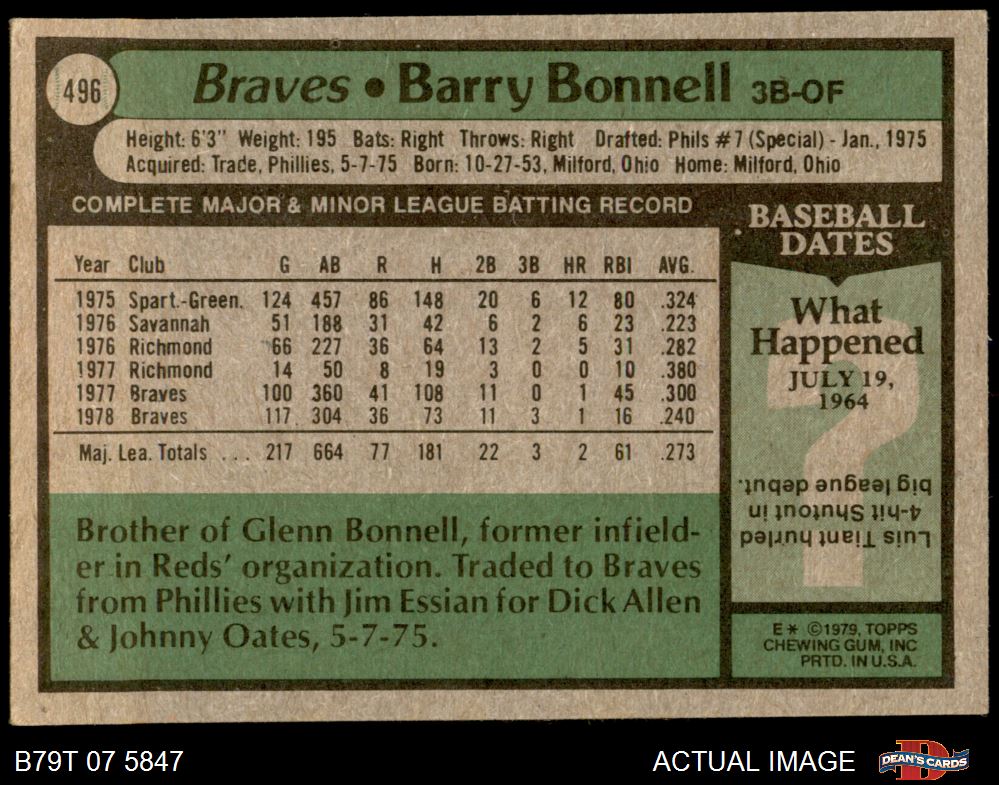 496
Braves • Barry Bonnell 3B-OF
Height: 6'3" Weight: 195 Bats: Right Throws: Right Drafted: Phils #7 (Special) - Jan., 1975
Acquired: Trade, Phillies, 5-7-75 Born: 10-27-53, Milford, Ohio Home: Milford, Ohio
COMPLETE MAJOR & MINOR LEAGUE BATTING RECORD
Year Club G AB R H 2B 3B HR RBI AVG.
1975 Spart.-Green. 124 457 86 148 20 6 12 80 .324
1976 Savannah 51 188 31 42 6 2 6 23 .223
1976 Richmond 66 227 36 64 13 2 5 31 .282
1977 Richmond 14 50 8 19 3 0 0 10 .380
1977 Braves 100 360 41 108 11 0 1 45 .300
1978 Braves 117 304 36 73 11 3 1 16 .240
Maj. Lea. Totals ... 217 664 77 181 22 3 2 61 .273
Brother of Glenn Bonnell, former infield-
er in Reds' organization. Traded to Braves
from Phillies with Jim Essian for Dick Allen
& Johnny Oates, 5-7-75.
BASEBALL
DATES
What
Happened
JULY 19,
1964
Luis Tiant hurled
4-hit Shutout in
big league debut.
E* ©1979, TOPPS
CHEWING GUM, INC
PRTD. IN U.S.A.
B79T 07 5847
ACTUAL IMAGE
D
DEAN'S CARDS